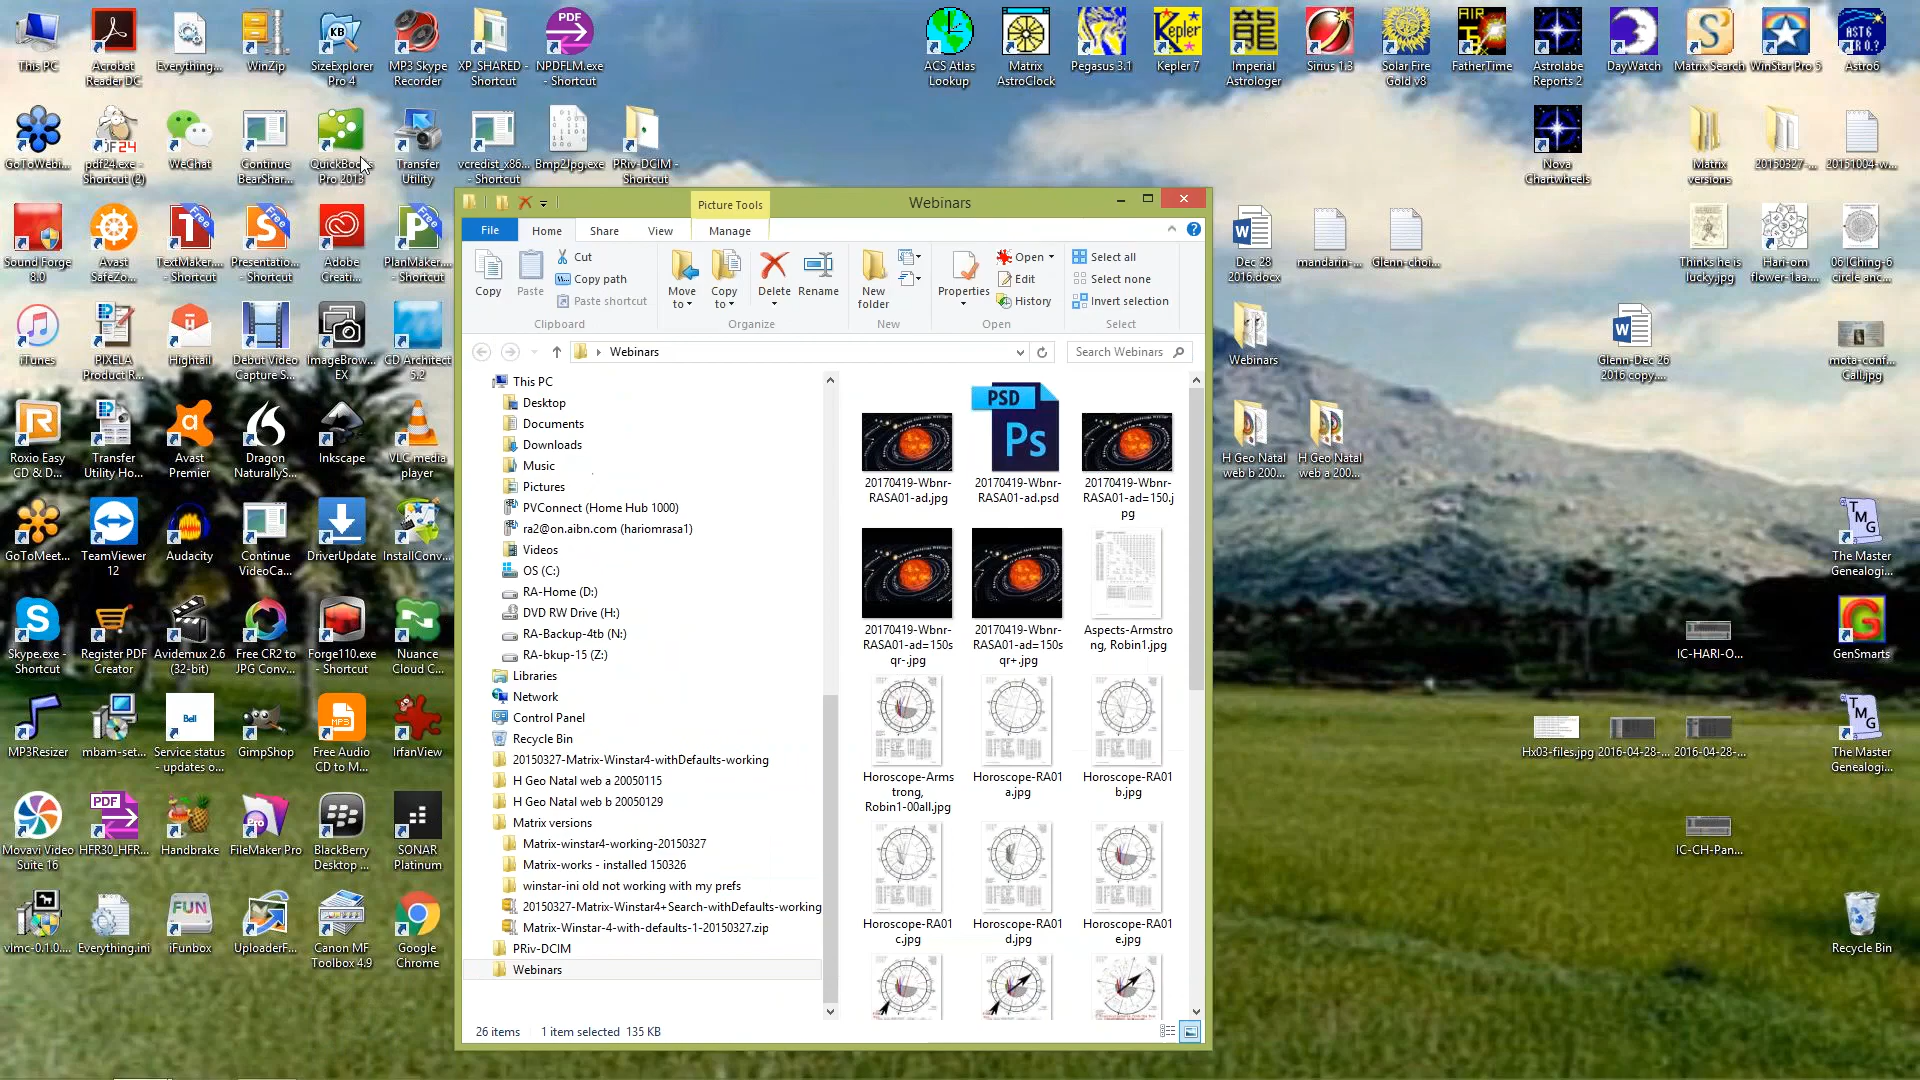 This PC
Acrobat
Reader DC
Everything...
WinZip
SizeExplorer
Pro 4
MP3 Skype
Recorder
XP_SHARED -
Shortcut
NPDFLM.exe
- Shortcut
ACS Atlas
Lookup
Matrix
AstroClock
Pegasus 3.1
Kepler 7
Imperial
Astrologer
Sirius 1.3
Solar Fire
Gold v8
FatherTime
Astrolabe
Reports 2
DayWatch
Matrix Search
WinStar Pro 5
Astro6
GoToWebi...
pdf24.exe -
Shortcut (2)
WeChat
Continue
BearShar...
Pro 2013
Transfer
Utility
vcredist_x86...
- Shortcut
Bmp2Jpg.exe
PRiv-DCIM -
Shortcut
Nova
Chartwheels
Matrix
versions
20150327-...
20151004-w...
Sound Forge
8.0
Avast
SafeZo...
TextMaker...
- Shortcut
Presentatio...
- Shortcut
Adobe
Creati...
PlanMaker...
- Shortcut
Dec 28
2016.docx
mandarin-...
Glenn-choi...
Thinks he is
lucky.jpg
Hari-om
flower-1aa...
06 IChing-6
circle anc...
iTunes
PIXELA
Product R...
Hightail
Debut Video
Capture S...
ImageBrow...
EX
CD Architect
5.2
Webinars
Glenn-Dec 26
2016 copy....
mota-conf...
Call.jpg
Roxio Easy
CD & D...
Transfer
Utility Ho...
Avast
Premier
Dragon
NaturallyS...
Inkscape
VLC media
player
H Geo Natal
web b 200...
H Geo Natal
web a 200...
GoToMeet...
TeamViewer
12
Audacity
Continue
VideoCa...
DriverUpdate
InstallConv...
The Master
Genealogi...
Skype.exe -
Shortcut
Register PDF
Creator
Avidemux 2.6
(32-bit)
Free CR2 to
JPG Conv...
Forge110.exe
- Shortcut
Nuance
Cloud C...
IC-HARI-O...
GenSmarts
MP3Resizer
mbam-set...
Service status
- updates o...
GimpShop
Free Audio
CD to M...
IrfanView
Hx03-files.jpg
2016-04-28-...
2016-04-28-...
The Master
Genealogi...
Movavi Video
Suite 16
HFR30_HFR...
Handbrake
FileMaker Pro
BlackBerry
Desktop ...
SONAR
Platinum
IC-CH-Pan...
vlmc-0.1.0....
Everything.ini
iFunbox
UploaderF...
Canon MF
Toolbox 4.9
Google
Chrome
Recycle Bin
Picture Tools
Webinars
File
Home
Share
View
Manage
Copy
Paste
Cut
Copy path
Paste shortcut
Move
to
Copy
to
Delete
Rename
New
folder
Properties
Open
Edit
History
Select all
Select none
Invert selection
Clipboard
Organize
New
Open
Select
Webinars
Search Webinars
This PC
Desktop
Documents
Downloads
Music
Pictures
PVConnect (Home Hub 1000)
ra2@on.aibn.com (hariomrasa1)
Videos
OS (C:)
RA-Home (D:)
DVD RW Drive (H:)
RA-Backup-4tb (N:)
RA-bkup-15 (Z:)
Libraries
Network
Control Panel
Recycle Bin
20150327-Matrix-Winstar4-withDefaults-working
H Geo Natal web a 20050115
H Geo Natal web b 20050129
Matrix versions
Matrix-winstar4-working-20150327
Matrix-works - installed 150326
winstar-ini old not working with my prefs
20150327-Matrix-Winstar4+Search-withDefaults-working
Matrix-Winstar-4-with-defaults-1-20150327.zip
PRiv-DCIM
Webinars
PSD
Ps
20170419-Wbnr-
RASA01-ad.jpg
20170419-Wbnr-
RASA01-ad.psd
20170419-Wbnr-
RASA01-ad=150.j
pg
20170419-Wbnr-
RASA01-ad=150s
qr-.jpg
20170419-Wbnr-
RASA01-ad=150s
qr+.jpg
Aspects-Armstro
ng, Robin1.jpg
Horoscope-Arms
trong,
Robin1-00all.jpg
Horoscope-RA01
a.jpg
Horoscope-RA01
b.jpg
Horoscope-RA01
c.jpg
Horoscope-RA01
d.jpg
Horoscope-RA01
e.jpg
26 items
1 item selected 135 KB